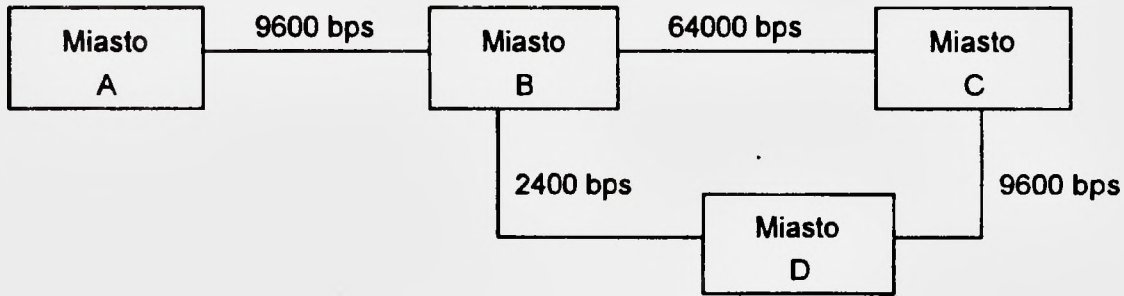 9600 bps
64000 bps
Miasto
A
Miasto
B
Miasto
C
2400 bps
9600 bps
Miasto
D